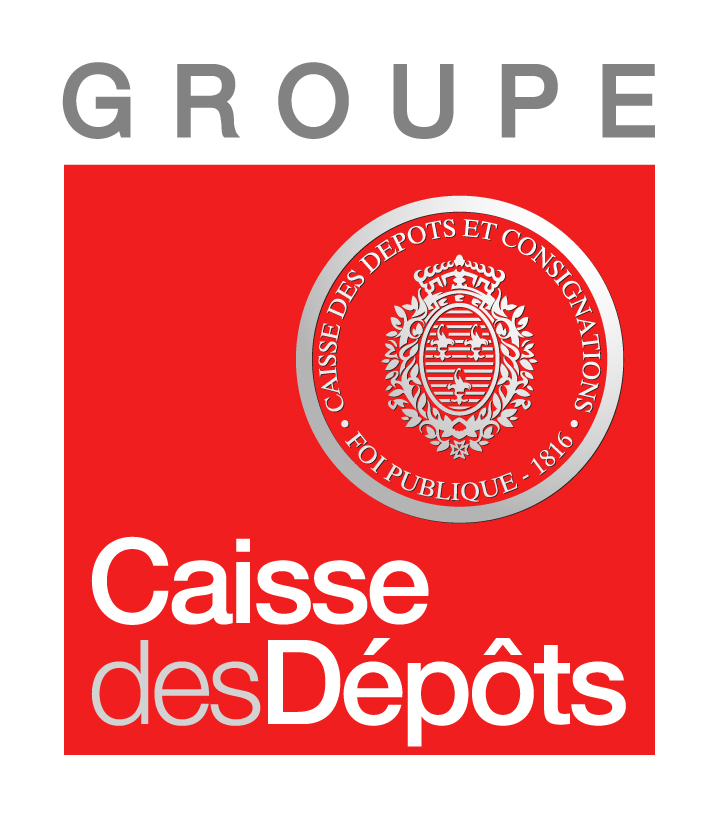 GROUPE
• CAISSE DES DEPOTS ET CONSIGNATIONS •
FOI PUBLIQUE - 1816
Caisse
desDépôts